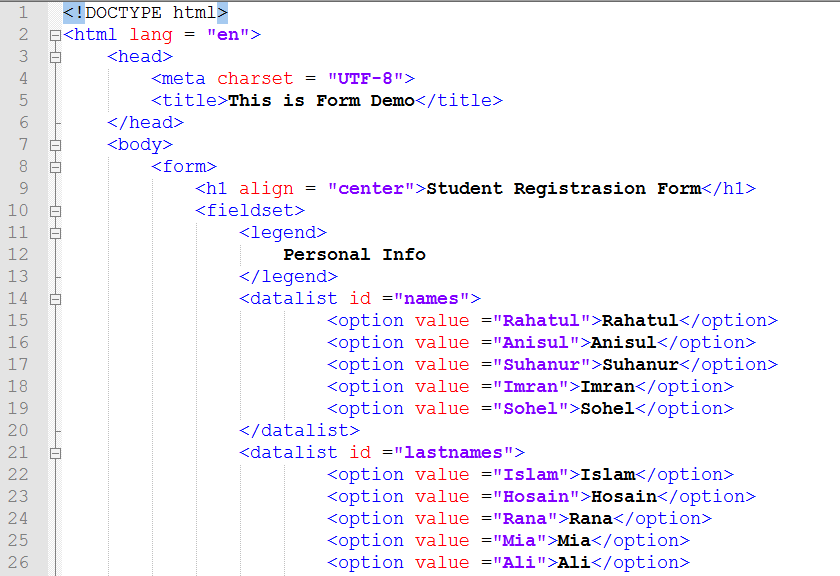 1 <!DOCTYPE html>
2 <html lang = "en">
3 <head>
4 <meta charset = "UTF-8">
5 <title>This is Form Demo</title>
6 </head>
7 <body>
8 <form>
9 <h1 align = "center">Student Registrasion Form</h1>
10 <fieldset>
11 <legend>
12 Personal Info
13 </legend>
14 <datalist id ="names">
15 <option value ="Rahatul">Rahatul</option>
16 <option value ="Anisul">Anisul</option>
17 <option value ="Suhanur">Suhanur</option>
18 <option value ="Imran">Imran</option>
19 <option value ="Sohel">Sohel</option>
20 </datalist>
21 <datalist id ="lastnames">
22 <option value ="Islam">Islam</option>
23 <option value ="Hosain">Hosain</option>
24 <option value ="Rana">Rana</option>
25 <option value ="Mia">Mia</option>
26 <option value ="Ali">Ali</option>